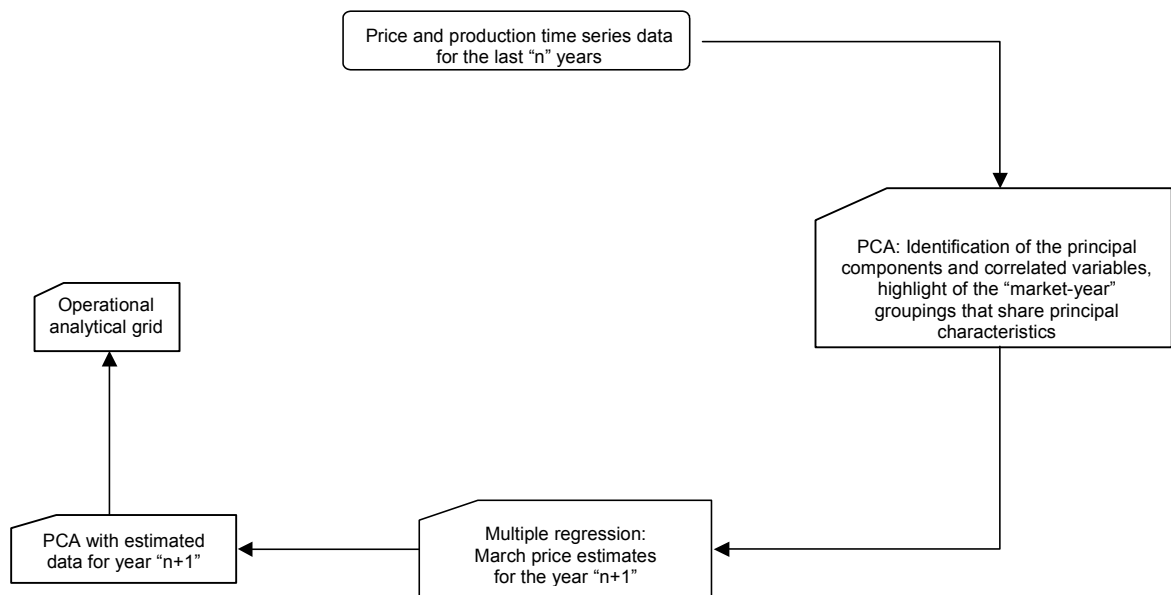 Price and production time series data
for the last “n” years
PCA: Identification of the principal
components and correlated variables,
highlight of the “market-year”
groupings that share principal
characteristics
Operational
analytical grid
PCA with estimated
data for year “n+1”
Multiple regression:
March price estimates
for the year “n+1”